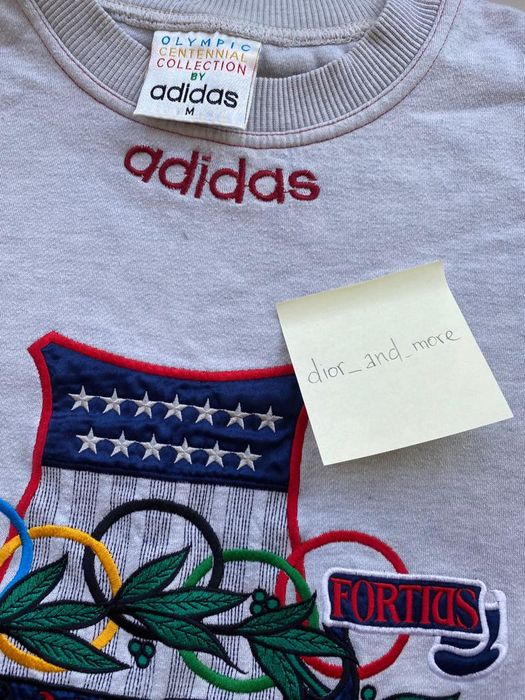 OLYMPIC
CENTENNIAL
COLLECTION
BY
adidas
M
adidas
dior_and_more
FORTIUS